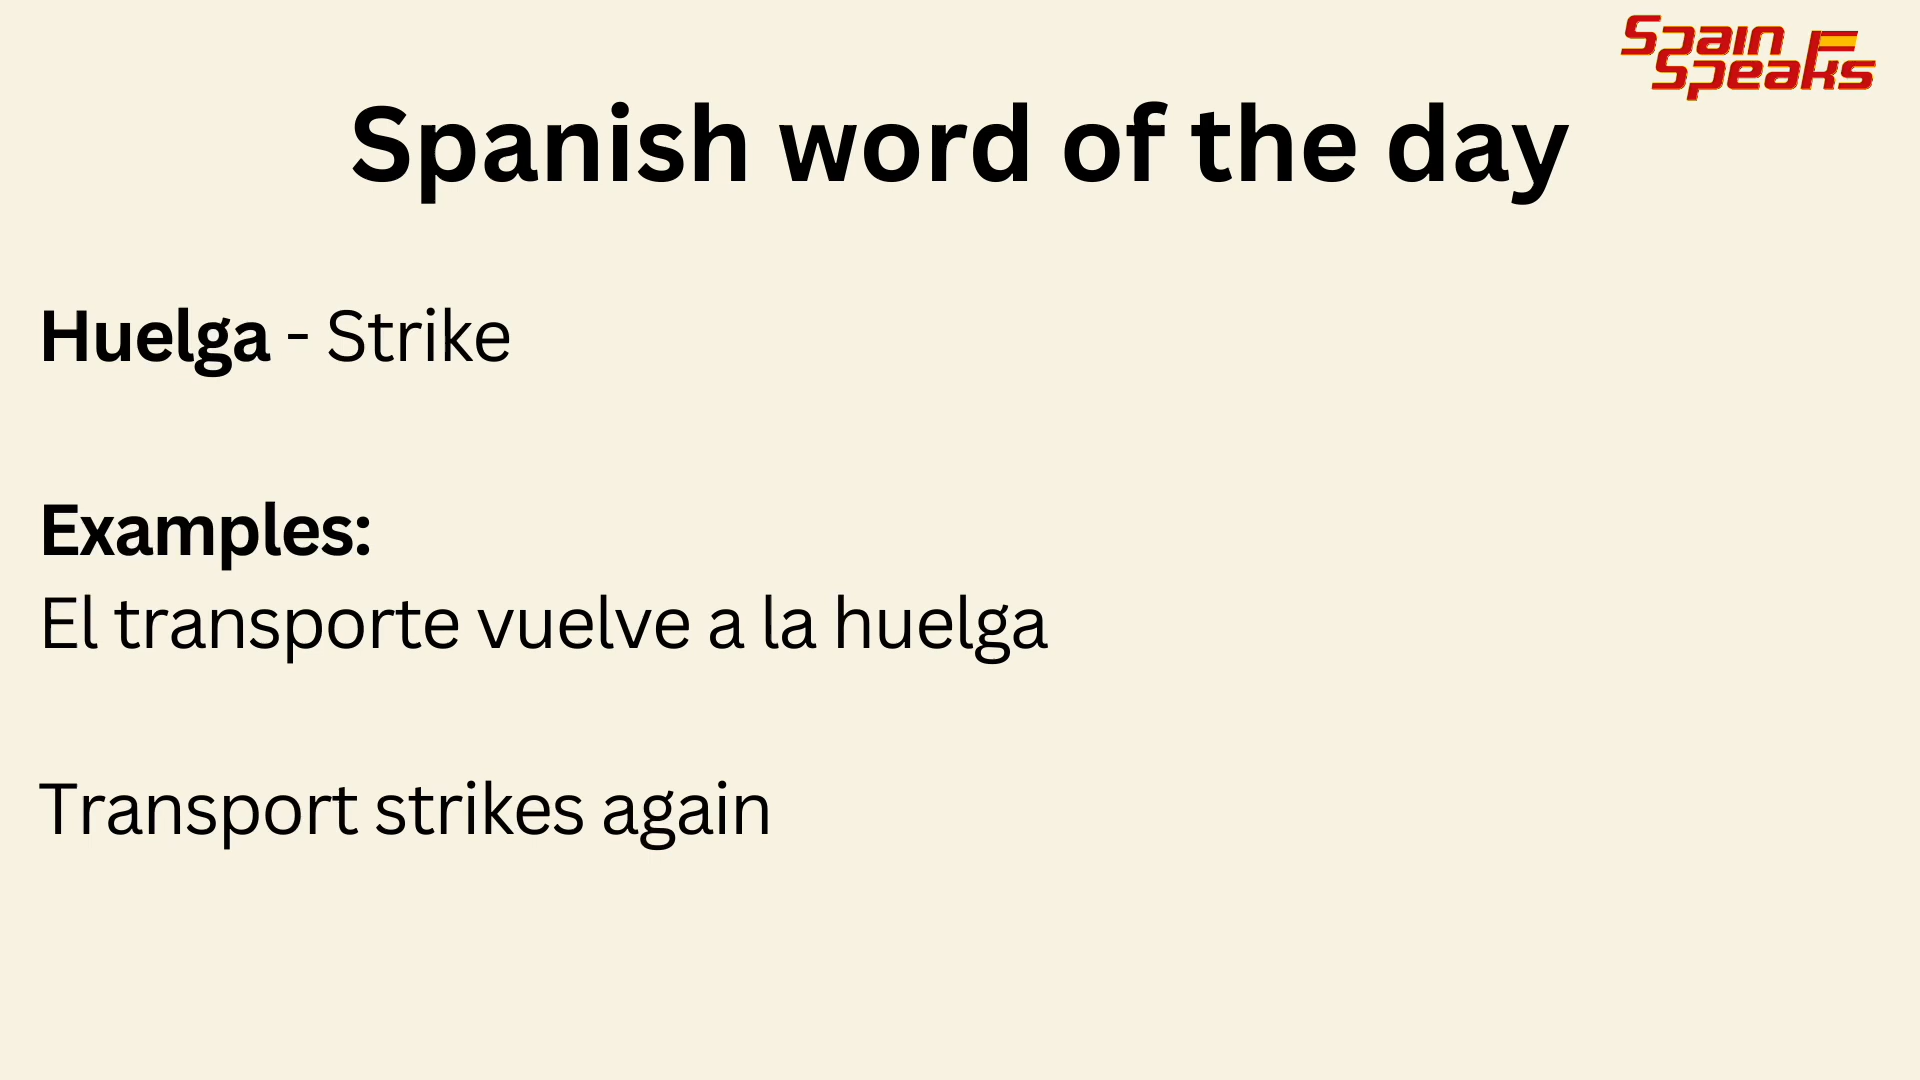 Spain
Speaks
Spanish word of the day
Huelga - Strike
Examples:
El transporte vuelve a la huelga
Transport strikes again